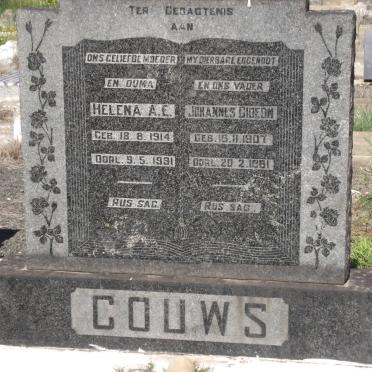 TER GEDAGTENIS
AAN
ONS GELIEFDE MOEDER
EN OUMA
HELENA A.E.
GEB. 18.8.1914
OORL. 9.5.1991
RUS SAG.
MY DIERBARE EGGENOOT
EN ONS VADER
JOHANNES GIDEON
GEB. 15.11.1907
OORL. 20.2.1981
RUS SAG.
GOUWS